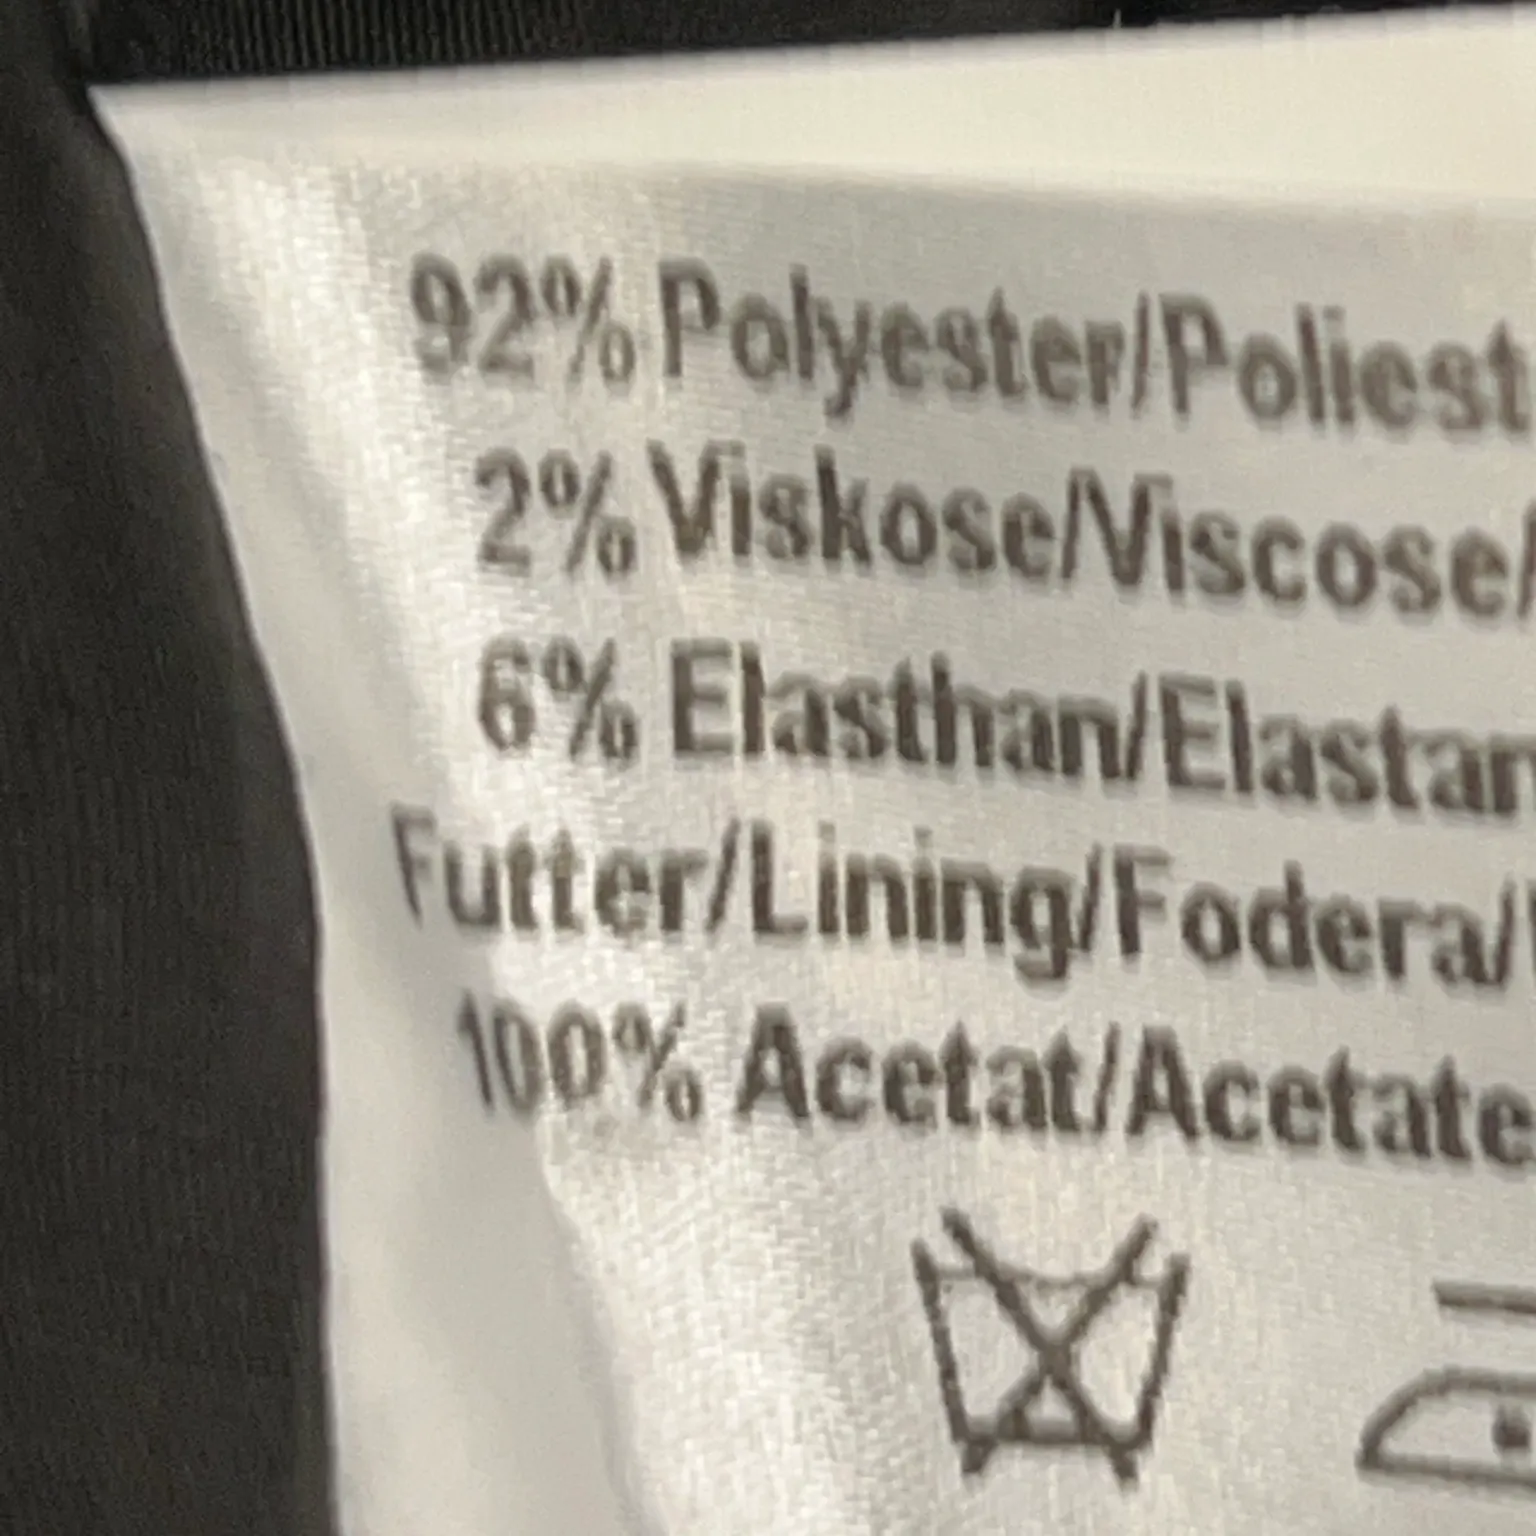 92% Polyester/Poliest
2% Viskose/Viscose/
6% Elasthan/Elastan
Futter/Lining/Fodera/
100% Acetat/Acetate